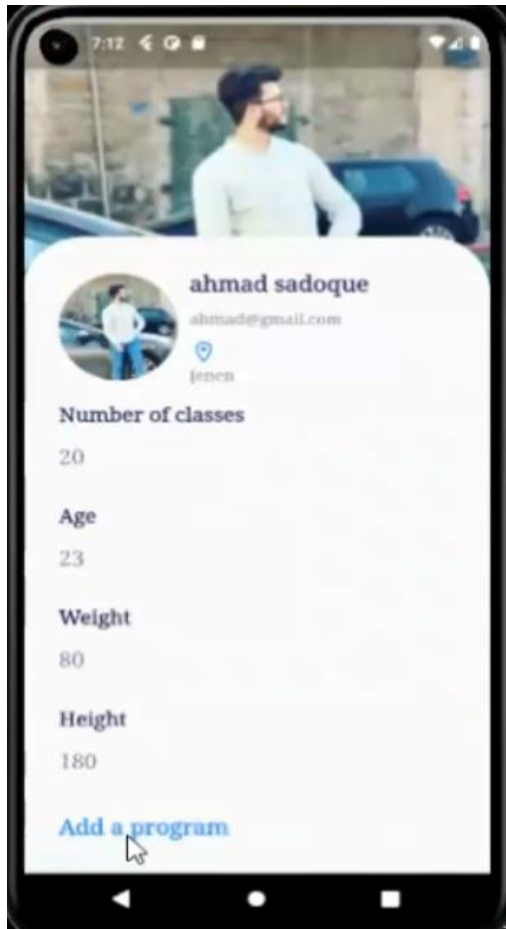 7:12
ahmad sadoque
ahmad@gmail.com
Jenen
Number of classes
20
Age
23
Weight
80
Height
180
Add a program